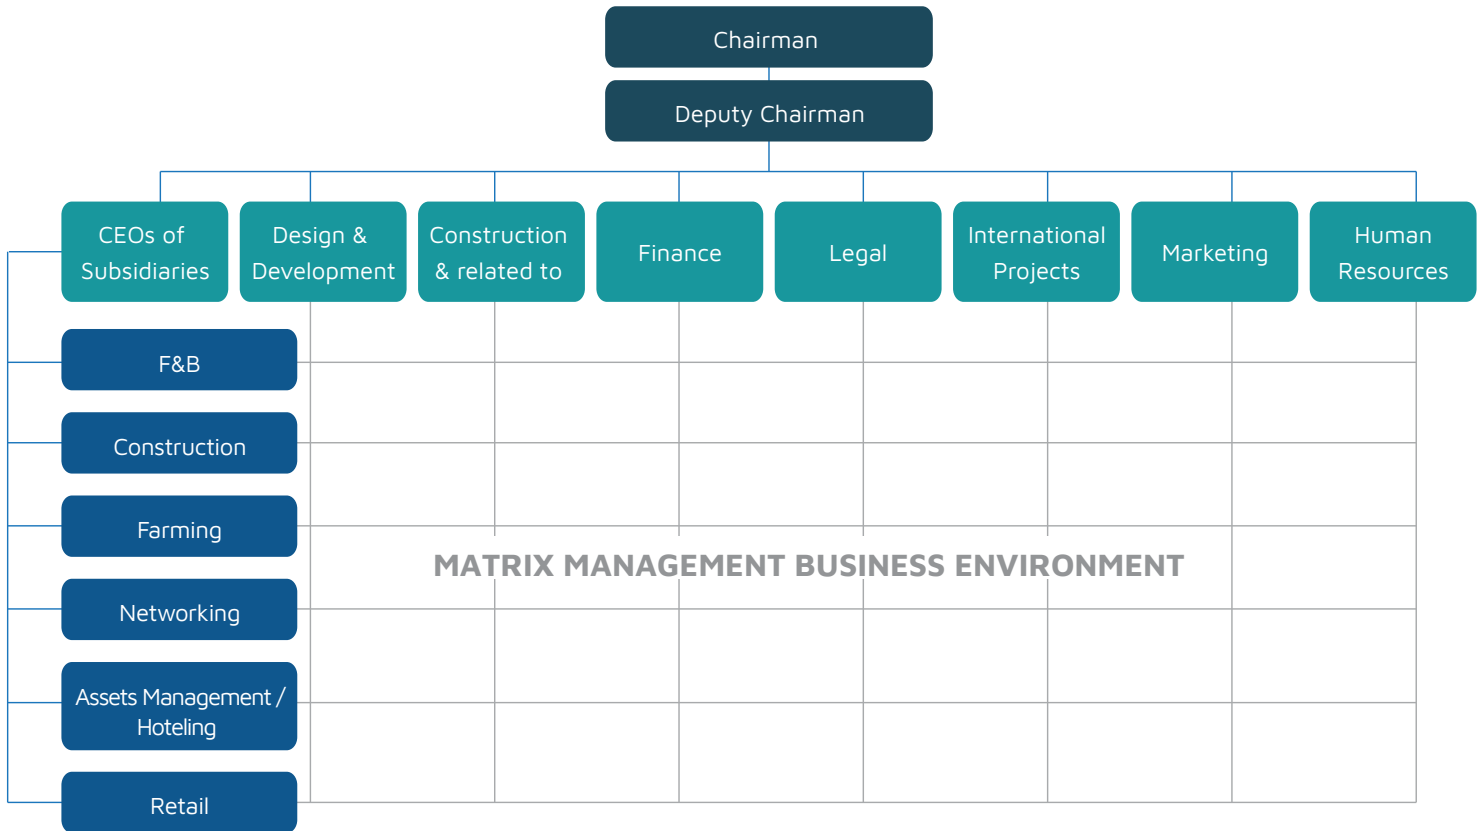 Chairman
Deputy Chairman
CEOs of
Subsidiaries
Design &
Development
Construction
& related to
Finance
Legal
International
Projects
Marketing
Human
Resources
F&B
Construction
Farming
MATRIX MANAGEMENT BUSINESS ENVIRONMENT
Networking
Assets Management /
Hoteling
Retail